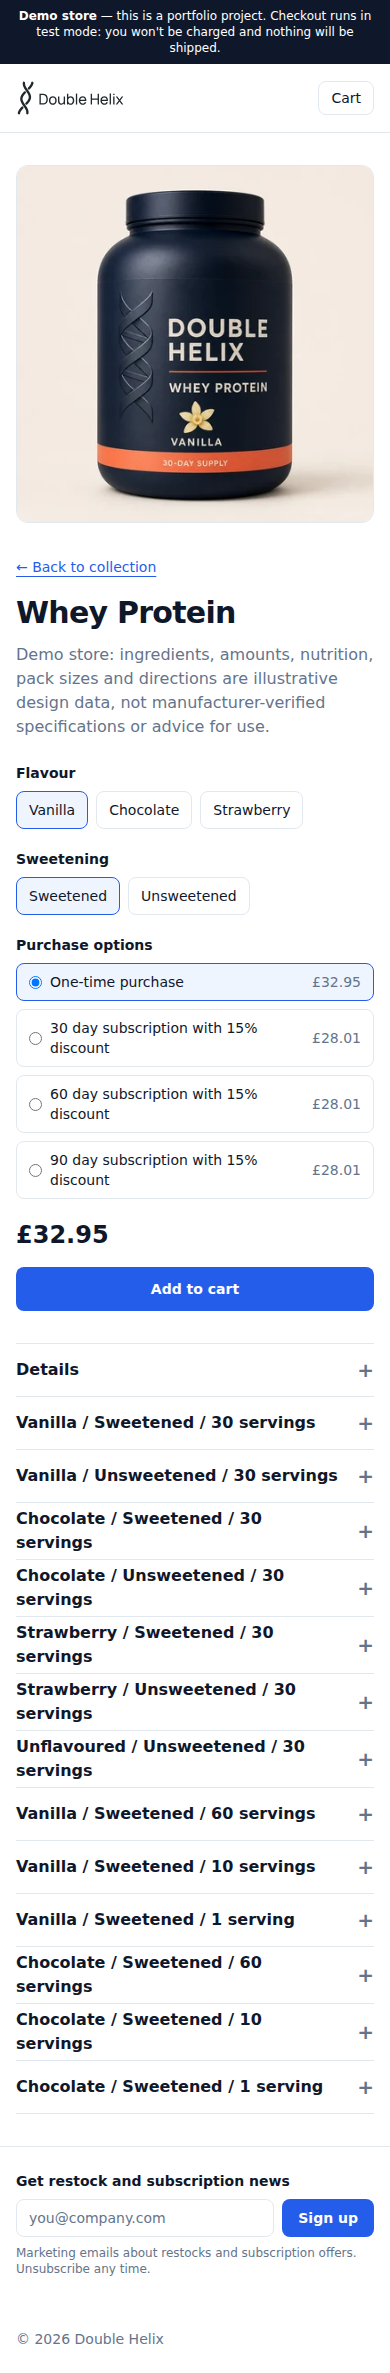 Demo store — this is a portfolio project. Checkout runs in
test mode: you won't be charged and nothing will be
shipped.
Double Helix
Cart
DOUBLE
HELIX
WHEY PROTEIN
VANILLA
30-DAY SUPPLY
← Back to collection
Whey Protein
Demo store: ingredients, amounts, nutrition,
pack sizes and directions are illustrative
design data, not manufacturer-verified
specifications or advice for use.
Flavour
Vanilla
Chocolate
Strawberry
Sweetening
Sweetened
Unsweetened
Purchase options
One-time purchase £32.95
30 day subscription with 15%
discount
£28.01
60 day subscription with 15%
discount
£28.01
90 day subscription with 15%
discount
£28.01
£32.95
Add to cart
Details +
Vanilla / Sweetened / 30 servings +
Vanilla / Unsweetened / 30 servings +
Chocolate / Sweetened / 30
servings
+
Chocolate / Unsweetened / 30
servings
+
Strawberry / Sweetened / 30
servings
+
Strawberry / Unsweetened / 30
servings
+
Unflavoured / Unsweetened / 30
servings
+
Vanilla / Sweetened / 60 servings +
Vanilla / Sweetened / 10 servings +
Vanilla / Sweetened / 1 serving +
Chocolate / Sweetened / 60
servings
+
Chocolate / Sweetened / 10
servings
+
Chocolate / Sweetened / 1 serving +
Get restock and subscription news
you@company.com
Sign up
Marketing emails about restocks and subscription offers.
Unsubscribe any time.
© 2026 Double Helix